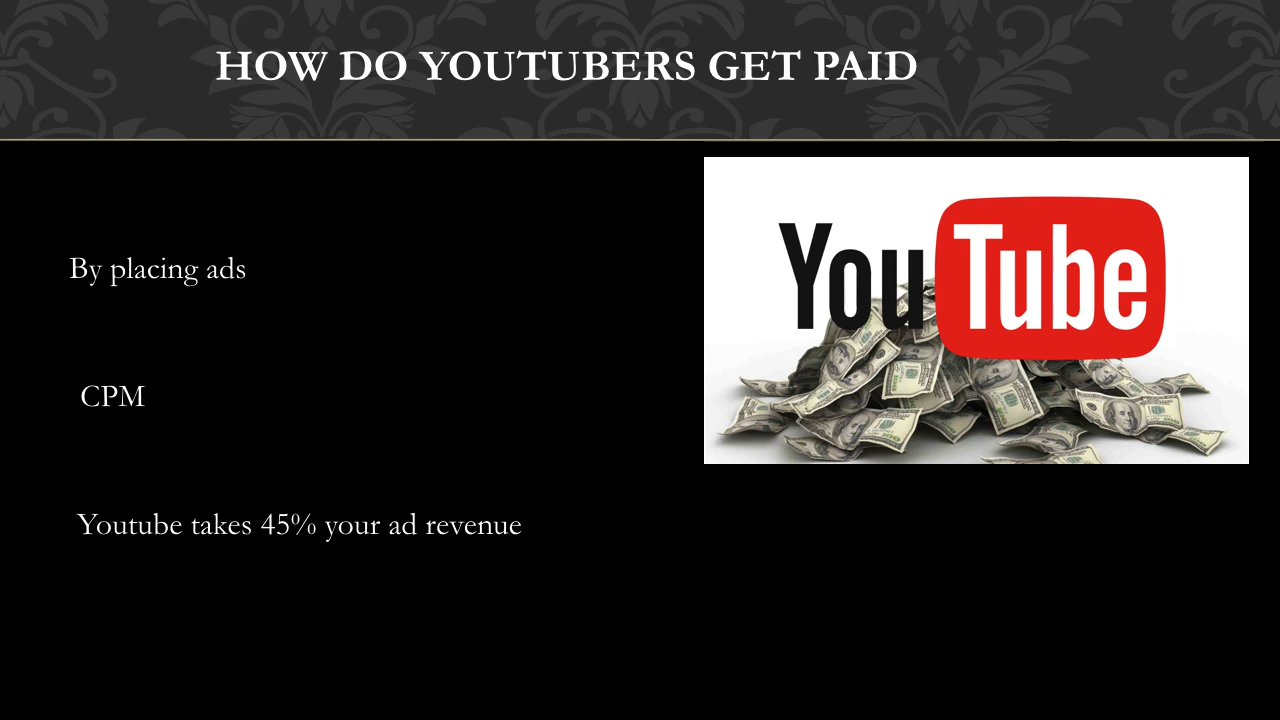 HOW DO YOUTUBERS GET PAID
By placing ads
CPM
Youtube takes 45% your ad revenue
YouTube